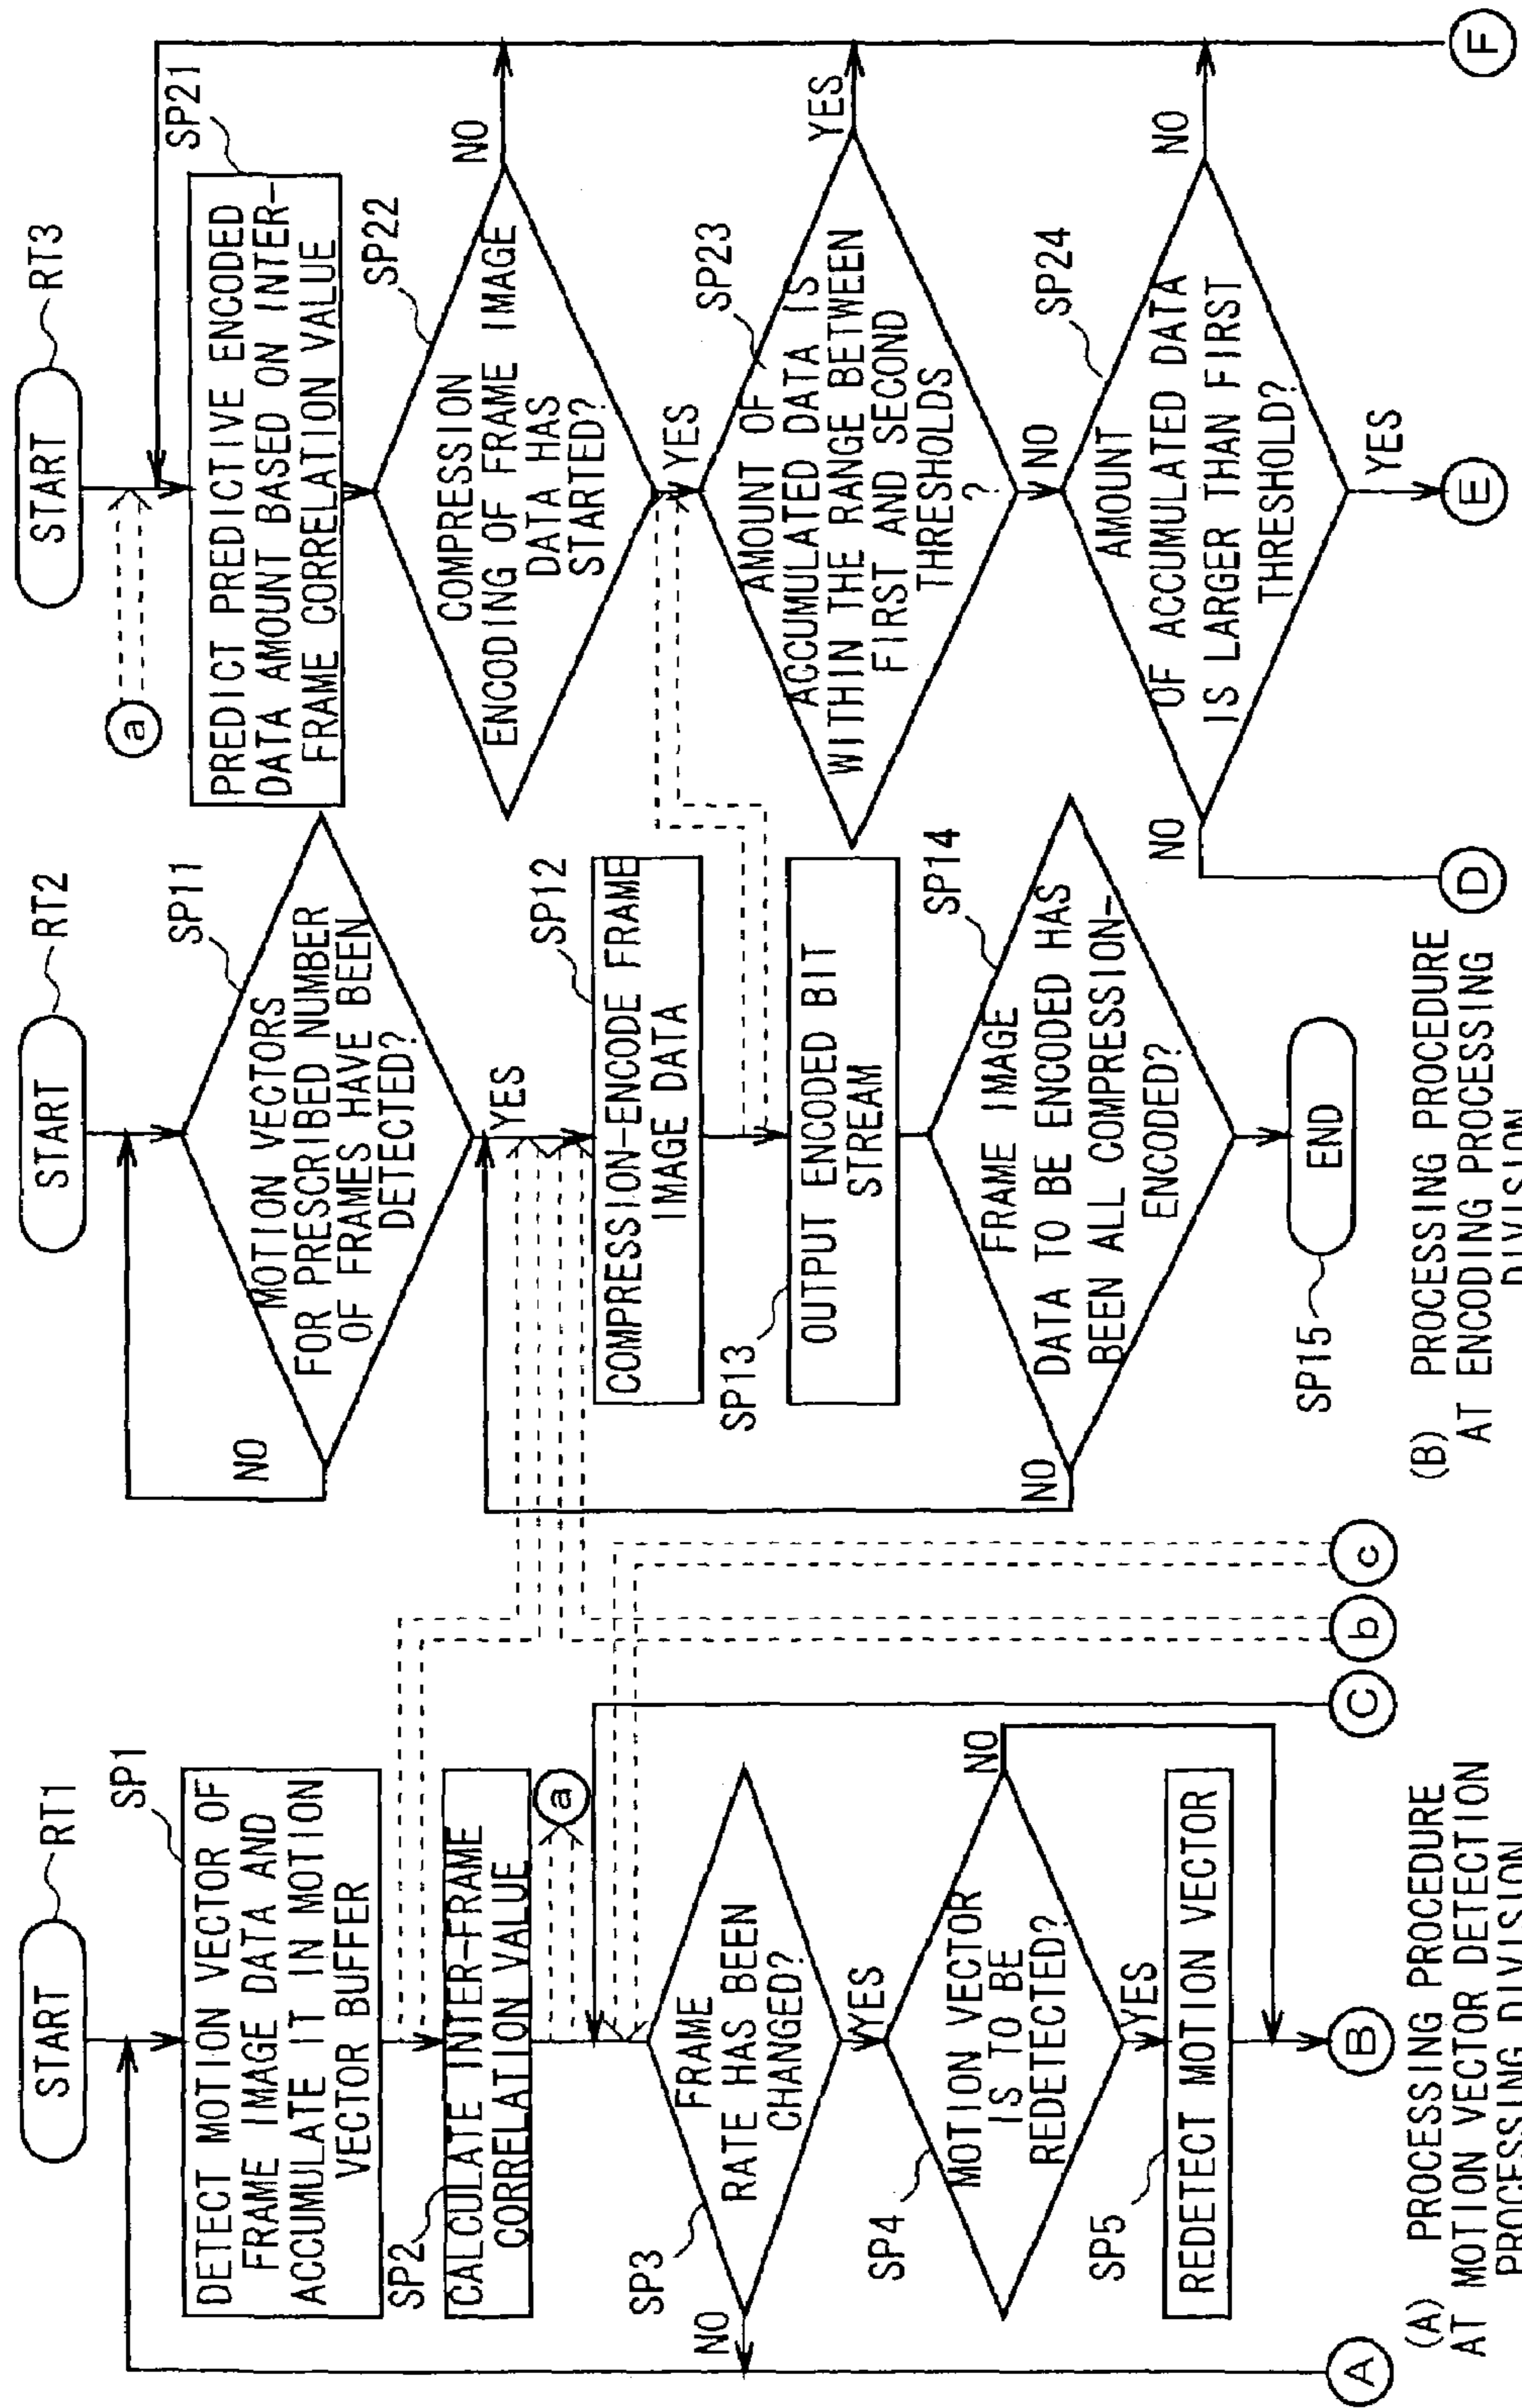 START
RT1
SP1
DETECT MOTION VECTOR OF
FRAME IMAGE DATA AND
ACCUMULATE IT IN MOTION
VECTOR BUFFER
SP2
CALCULATE INTER-FRAME
CORRELATION VALUE
a
SP3
FRAME
RATE HAS BEEN
CHANGED?
NO
YES
SP4
MOTION VECTOR
IS TO BE
REDETECTED?
NO
YES
SP5
REDETECT MOTION VECTOR
A
B
C
b
c
(A) PROCESSING PROCEDURE
AT MOTION VECTOR DETECTION
PROCESSING DIVISION
START
RT2
SP11
MOTION VECTORS
FOR PRESCRIBED NUMBER
OF FRAMES HAVE BEEN
DETECTED?
NO
YES
SP12
COMPRESSION-ENCODE FRAME
IMAGE DATA
SP13
OUTPUT ENCODED BIT
STREAM
SP14
FRAME IMAGE
DATA TO BE ENCODED HAS
BEEN ALL COMPRESSION-
ENCODED?
NO
SP15
END
(B) PROCESSING PROCEDURE
AT ENCODING PROCESSING
DIVISION
START
RT3
a
SP21
PREDICT PREDICTIVE ENCODED
DATA AMOUNT BASED ON INTER-
FRAME CORRELATION VALUE
SP22
COMPRESSION
ENCODING OF FRAME IMAGE
DATA HAS
STARTED?
NO
YES
SP23
AMOUNT OF
ACCUMULATED DATA IS
WITHIN THE RANGE BETWEEN
FIRST AND SECOND
THRESHOLDS
?
YES
NO
SP24
AMOUNT
OF ACCUMULATED DATA
IS LARGER THAN FIRST
THRESHOLD?
NO
NO
YES
D
E
F